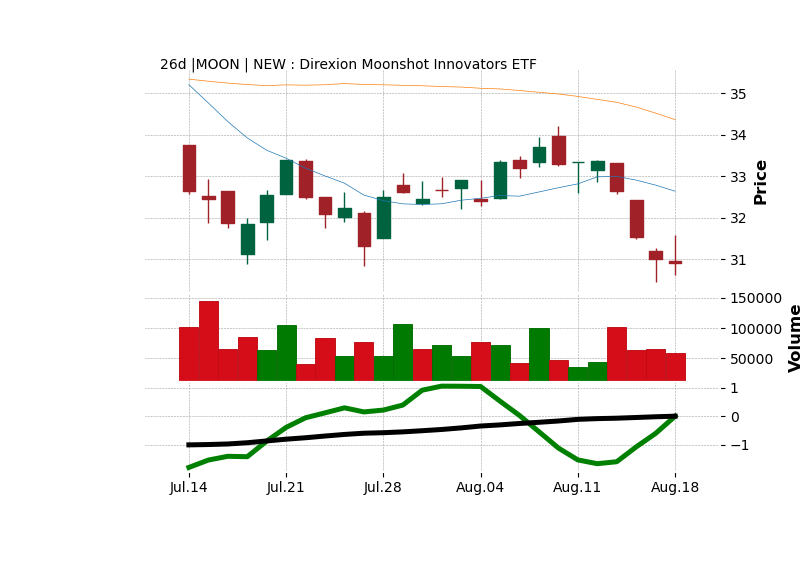 26d |MOON | NEW : Direxion Moonshot Innovators ETF
35
34
33
32
31
Price
150000
100000
50000
Volume
1
0
−1
Jul.14 Jul.21 Jul.28 Aug.04 Aug.11 Aug.18